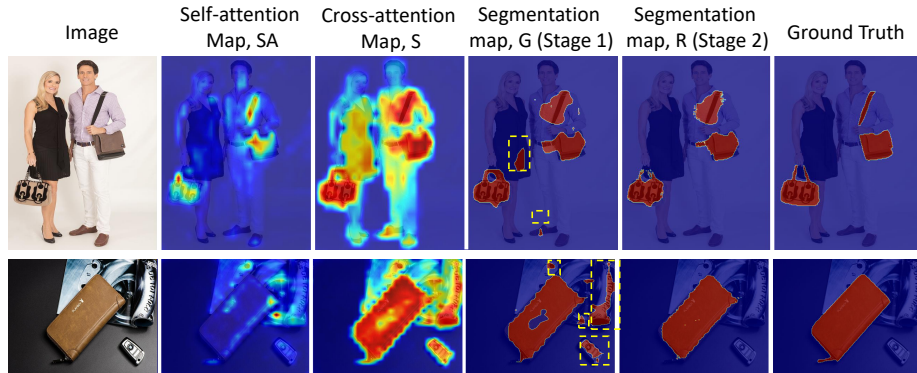 Image
Self-attention
Map, SA
Cross-attention
Map, S
Segmentation
map, G (Stage 1)
Segmentation
map, R (Stage 2)
Ground Truth